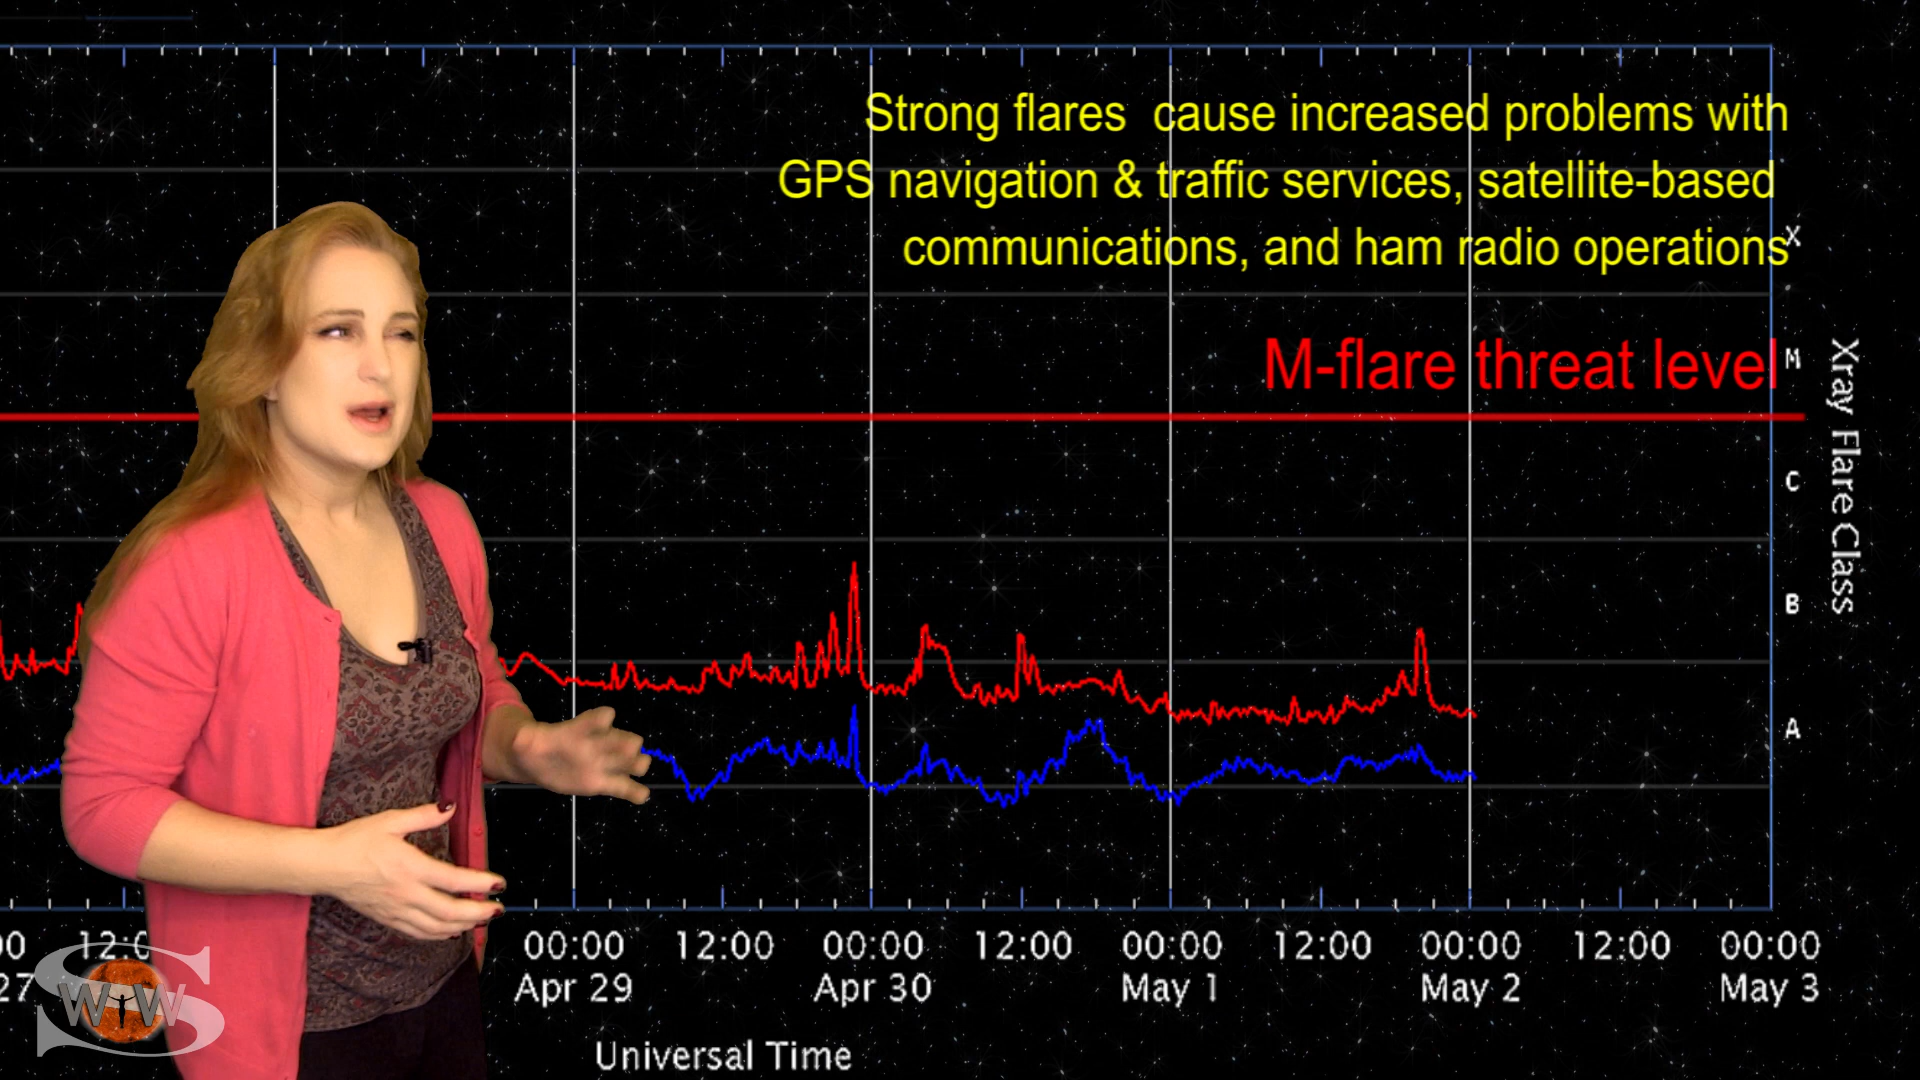 Strong flares  cause increased problems with
GPS navigation & traffic services, satellite-based
communications, and ham radio operations
X
M-flare threat level
M
C
B
A
Xray Flare Class
00:00 12:00 00:00 12:00 00:00 12:00 00:00 12:00 00:00
27 Apr 29 Apr 30 May 1 May 2 May 3
Universal Time
S
WTW